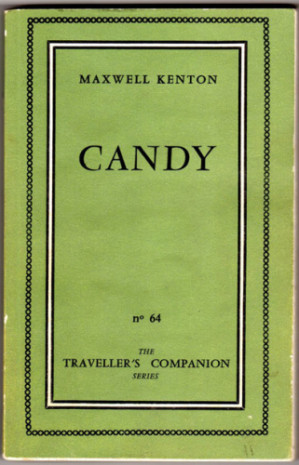 MAXWELL KENTON
CANDY
nº 64
THE
TRAVELLER'S COMPANION
SERIES